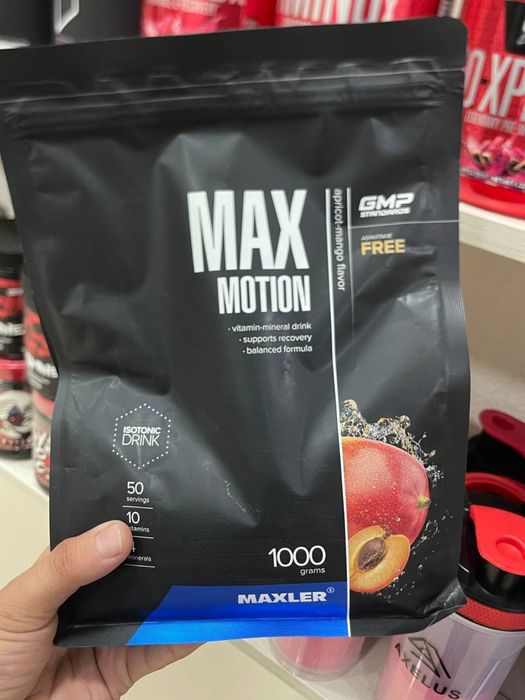 MAX
MOTION
apricot-mango flavor
GMP
STANDARDS
ASPARTAME
FREE
• vitamin-mineral drink
• supports recovery
• balanced formula
ISOTONIC
DRINK
50
servings
10
vitamins
minerals
1000
grams
MAXLER
AXELUS